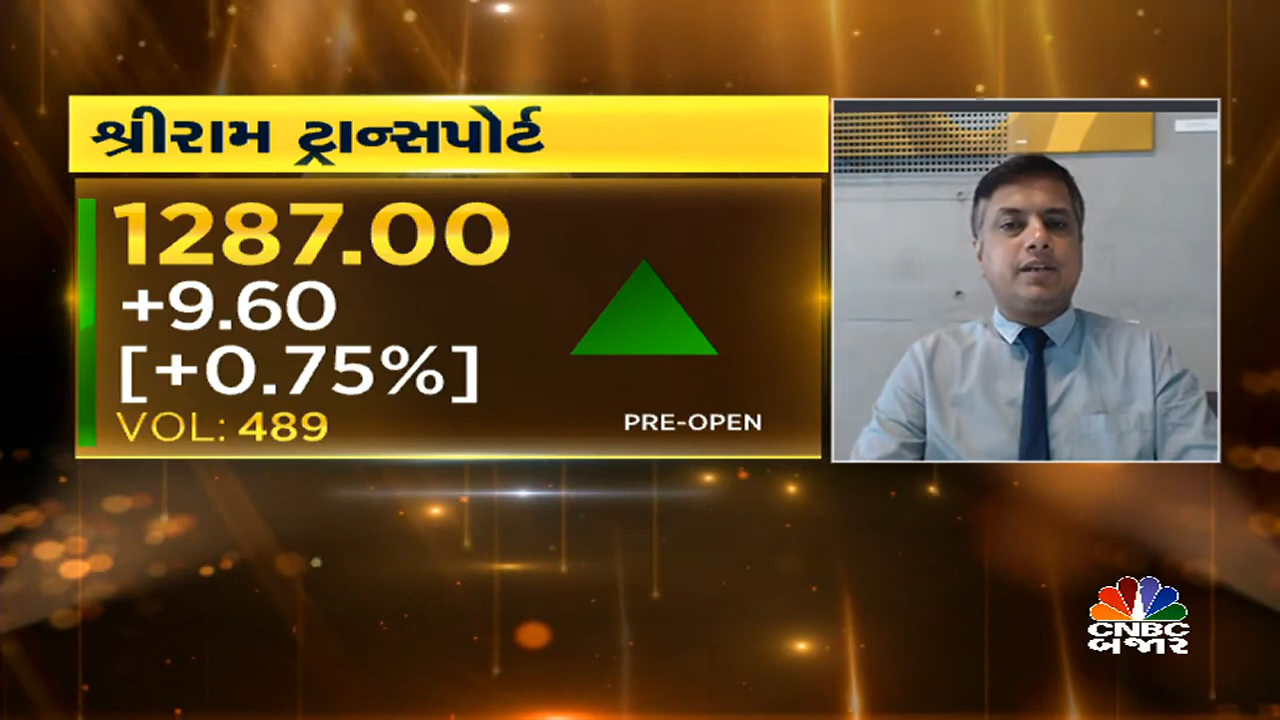 શ્રીરામ ટ્રાન્સપોર્ટ
1287.00
+9.60
[+0.75%]
VOL: 489
PRE-OPEN
CNBC
બજાર